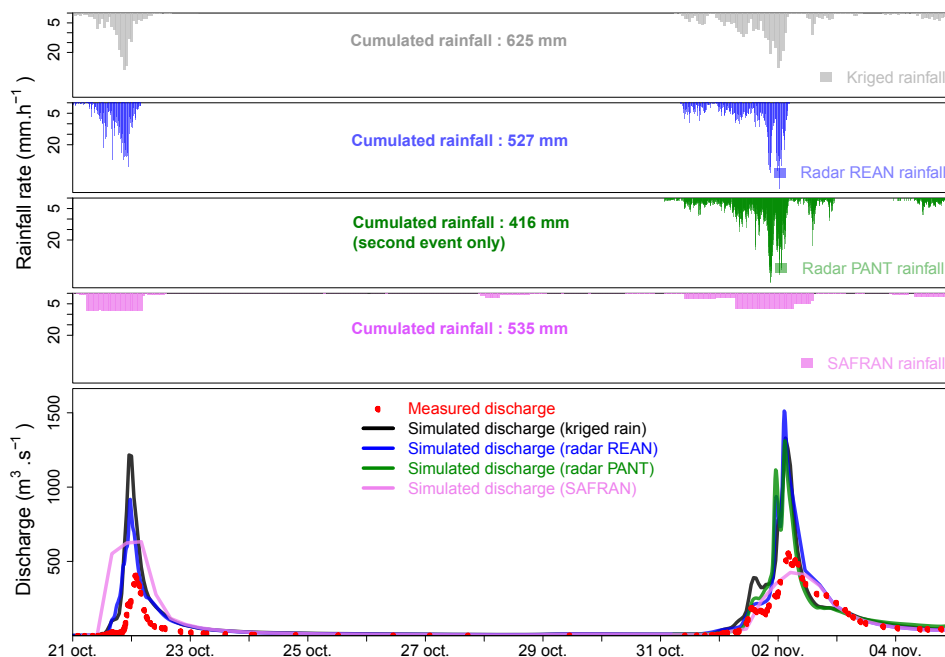 Rainfall rate (mm.h⁻¹)
5
20
Cumulated rainfall : 625 mm
Kriged rainfall
5
20
Cumulated rainfall : 527 mm
Radar REAN rainfall
5
20
Cumulated rainfall : 416 mm
(second event only)
Radar PANT rainfall
5
20
Cumulated rainfall : 535 mm
SAFRAN rainfall
Discharge (m³.s⁻¹)
1500
1000
500
Measured discharge
Simulated discharge (kriged rain)
Simulated discharge (radar REAN)
Simulated discharge (radar PANT)
Simulated discharge (SAFRAN)
21 oct. 23 oct. 25 oct. 27 oct. 29 oct. 31 oct. 02 nov. 04 nov.